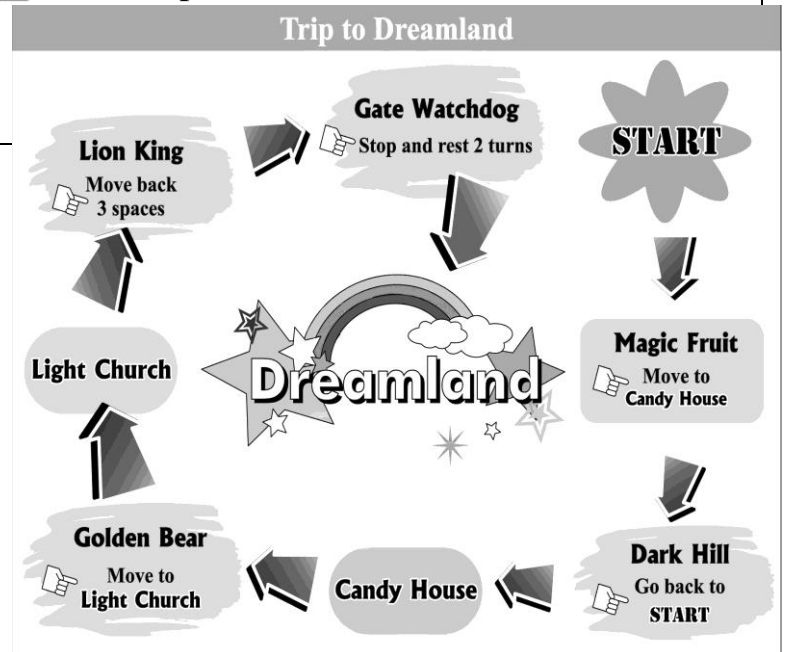 Trip to Dreamland
START
Magic Fruit
Move to
Candy House
Dark Hill
Go back to
START
Candy House
Golden Bear
Move to
Light Church
Light Church
Lion King
Move back
3 spaces
Gate Watchdog
Stop and rest 2 turns
Dreamland